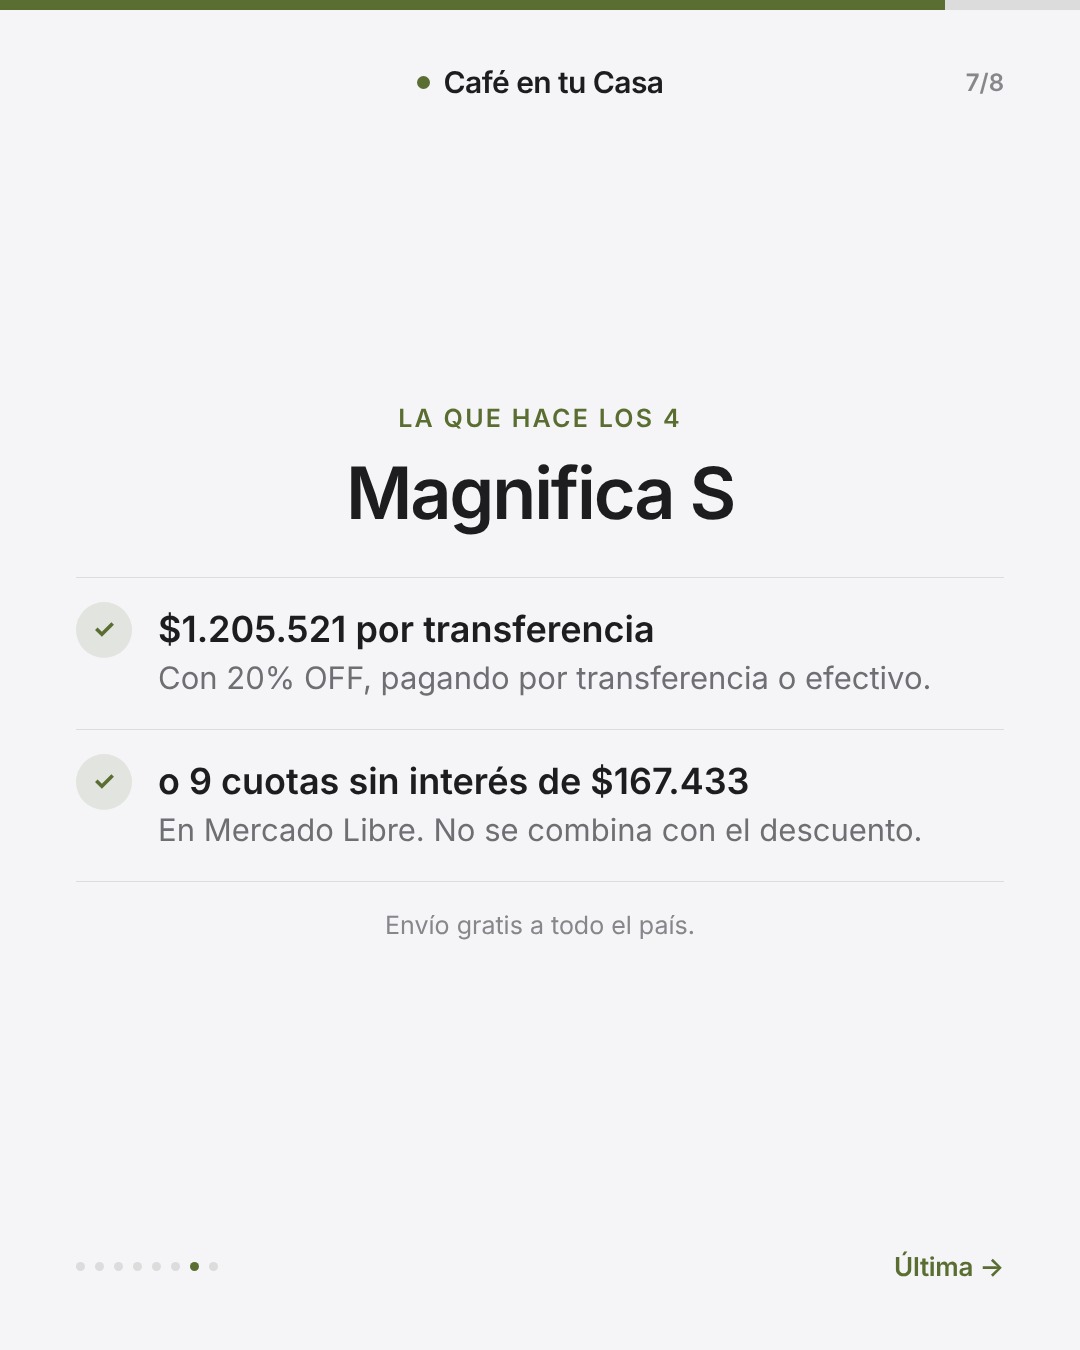 Café en tu Casa
7/8
LA QUE HACE LOS 4
Magnifica S
$1.205.521 por transferencia
Con 20% OFF, pagando por transferencia o efectivo.
o 9 cuotas sin interés de $167.433
En Mercado Libre. No se combina con el descuento.
Envío gratis a todo el país.
Última →